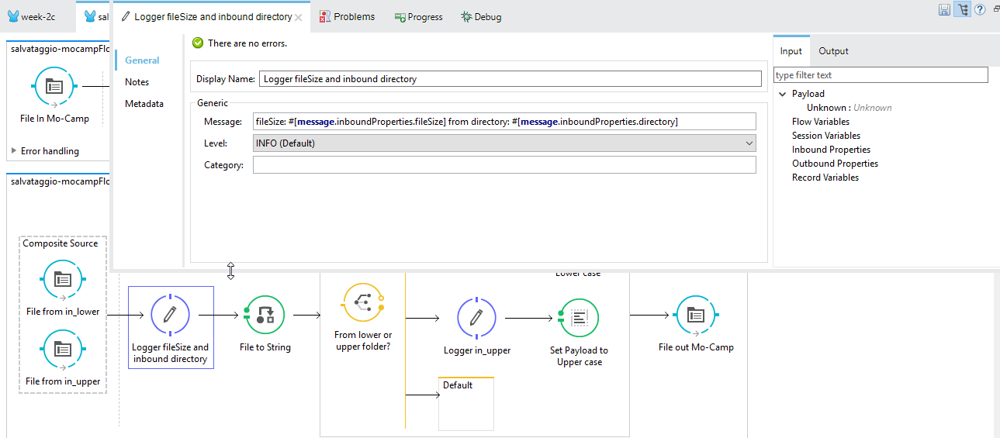 week-2c
sal
Logger fileSize and inbound directory
Problems
Progress
Debug
salvataggio-mocampFlo
File In Mo-Camp
Error handling
General
Notes
Metadata
There are no errors.
Display Name: Logger fileSize and inbound directory
Generic
Message: fileSize: #[message.inboundProperties.fileSize] from directory: #[message.inboundProperties.directory]
Level: INFO (Default)
Category:
Input
Output
type filter text
Payload
Unknown : Unknown
Flow Variables
Session Variables
Inbound Properties
Outbound Properties
Record Variables
salvataggio-mocampFlo
Composite Source
File from in_lower
File from in_upper
Logger fileSize and
inbound directory
File to String
From lower or
upper folder?
Lower case
Logger in_upper
Set Payload to
Upper case
Default
File out Mo-Camp